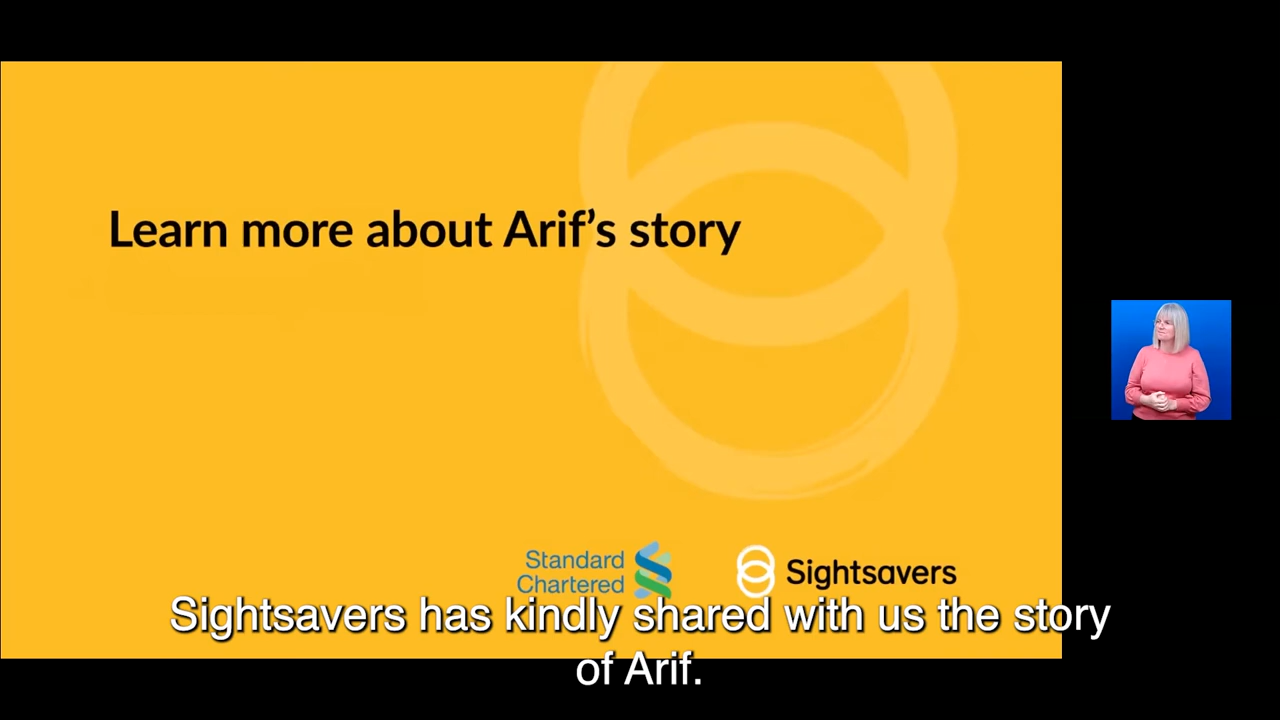 Learn more about Arif's story
Standard
Chartered
Sightsavers
Sightsavers has kindly shared with us the story
of Arif.